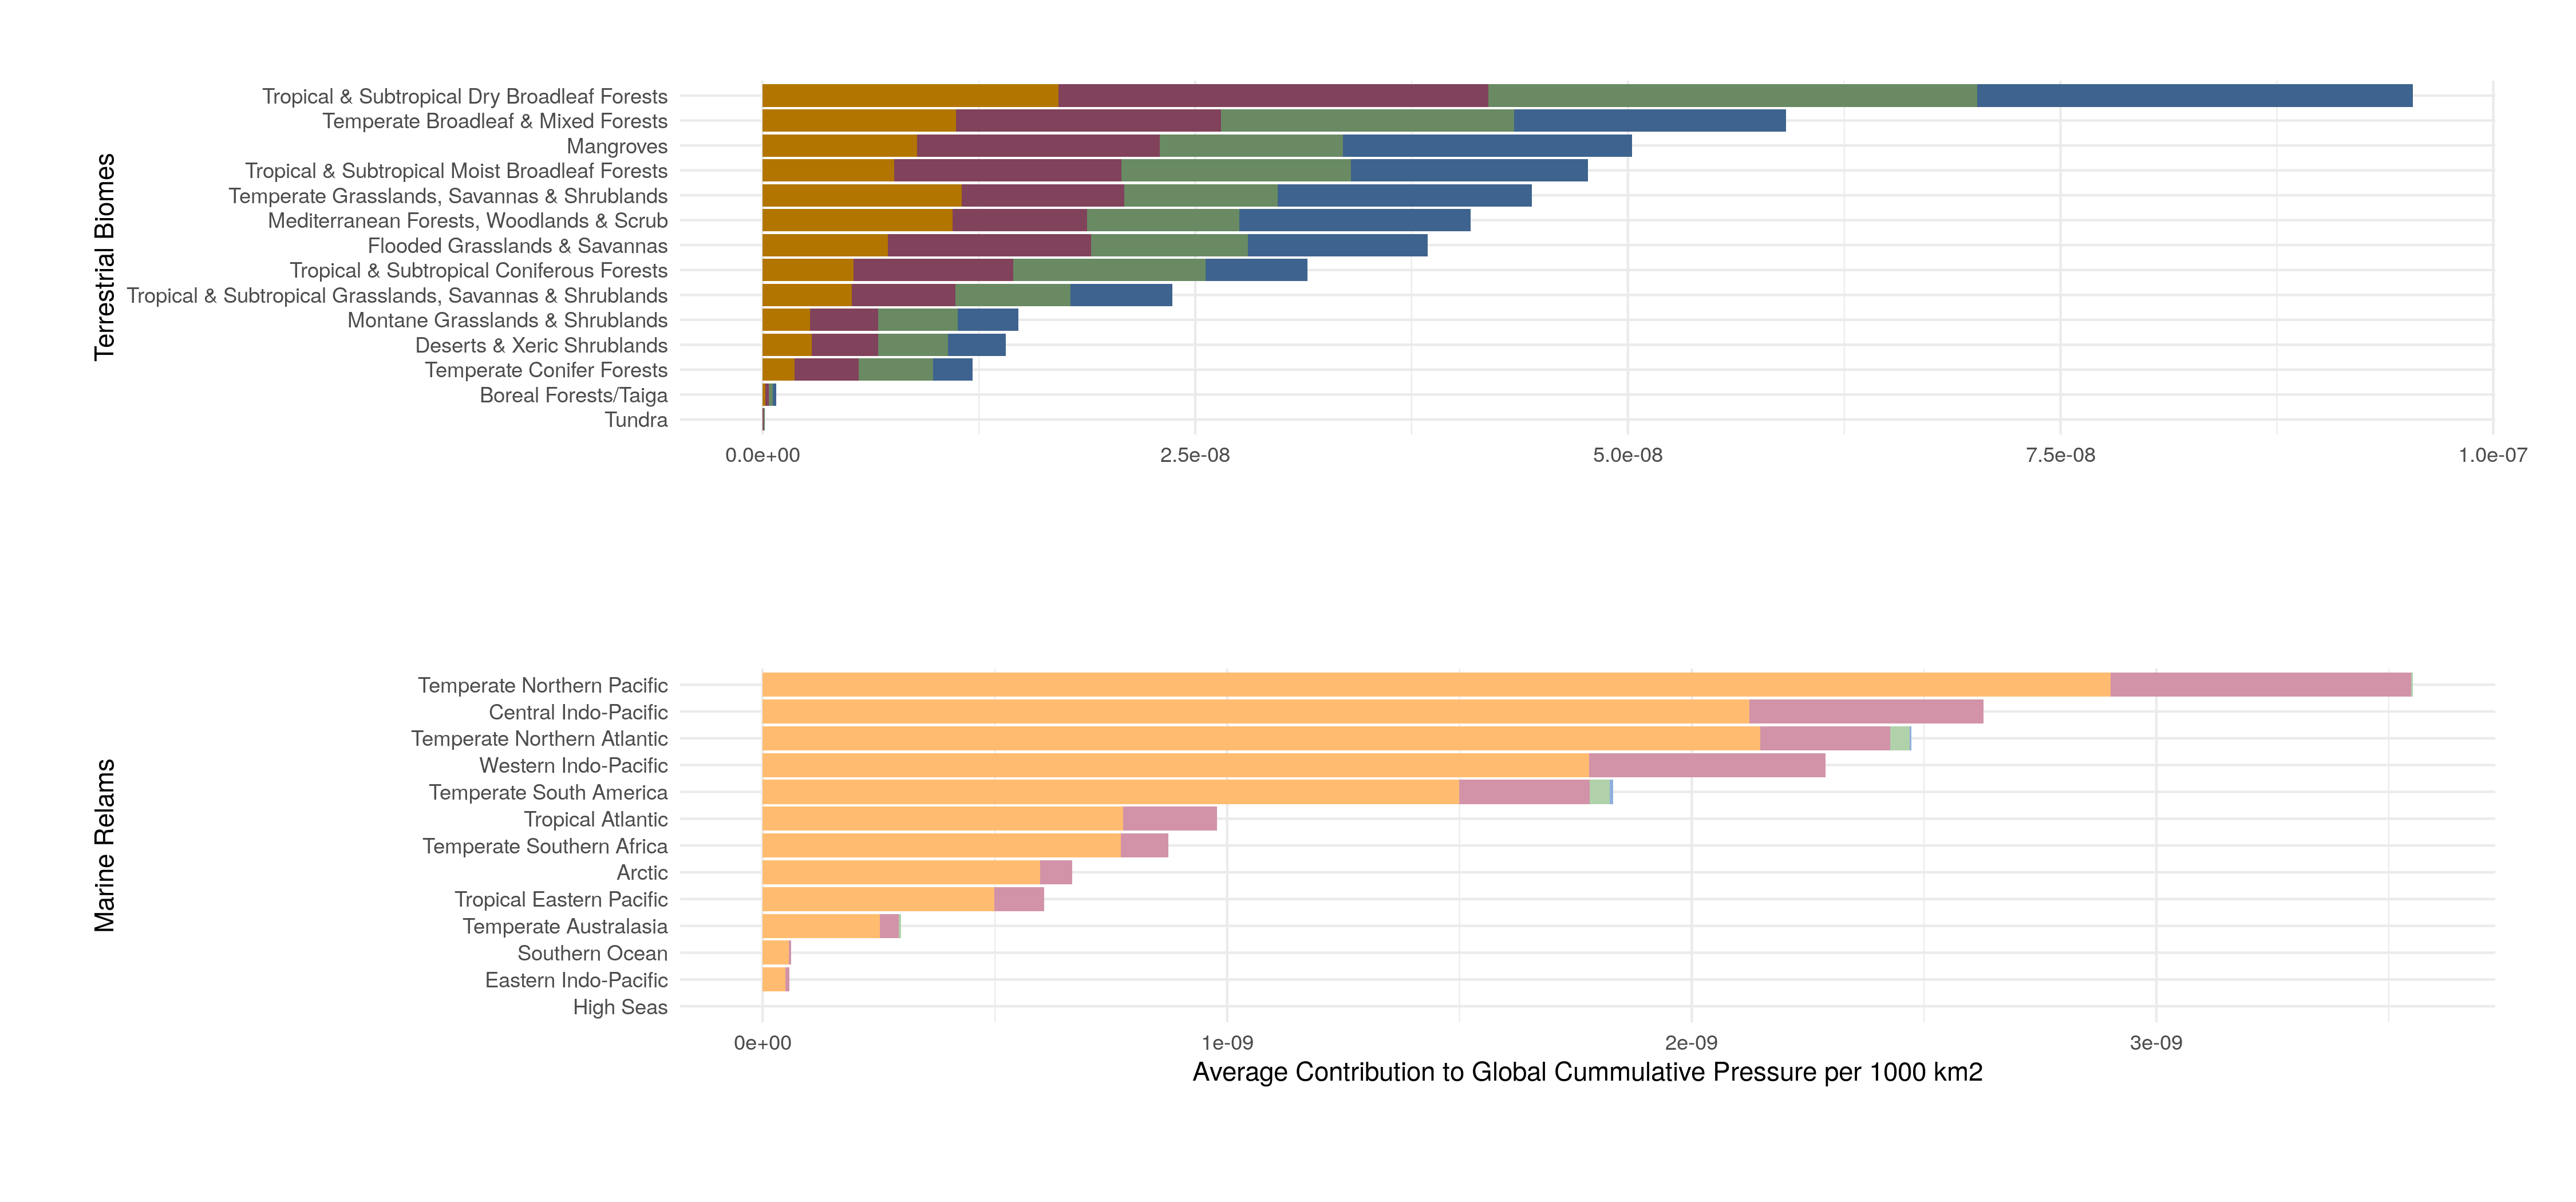 Terrestrial Biomes
Tropical & Subtropical Dry Broadleaf Forests
Temperate Broadleaf & Mixed Forests
Mangroves
Tropical & Subtropical Moist Broadleaf Forests
Temperate Grasslands, Savannas & Shrublands
Mediterranean Forests, Woodlands & Scrub
Flooded Grasslands & Savannas
Tropical & Subtropical Coniferous Forests
Tropical & Subtropical Grasslands, Savannas & Shrublands
Montane Grasslands & Shrublands
Deserts & Xeric Shrublands
Temperate Conifer Forests
Boreal Forests/Taiga
Tundra
0.0e+00 2.5e-08 5.0e-08 7.5e-08 1.0e-07
Marine Relams
Temperate Northern Pacific
Central Indo-Pacific
Temperate Northern Atlantic
Western Indo-Pacific
Temperate South America
Tropical Atlantic
Temperate Southern Africa
Arctic
Tropical Eastern Pacific
Temperate Australasia
Southern Ocean
Eastern Indo-Pacific
High Seas
0e+00 1e-09 2e-09 3e-09
Average Contribution to Global Cummulative Pressure per 1000 km2